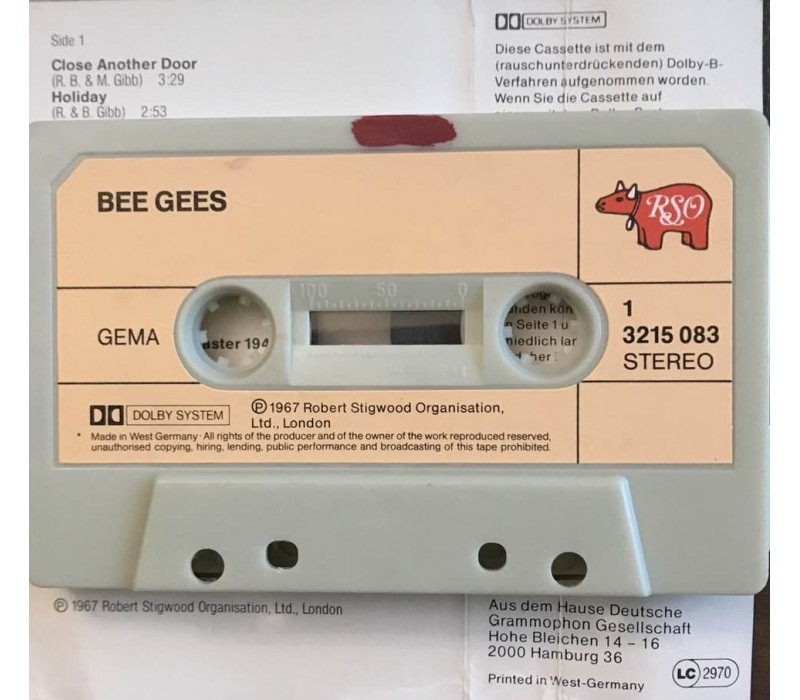 Side 1
Close Another Door
(R. B. & M. Gibb) 3:29
Holiday
(R. & B. Gibb) 2:53
DOLBY SYSTEM
Diese Cassette ist mit dem
(rauschunterdrückenden) Dolby-B-
Verfahren aufgenommen worden.
Wenn Sie die Cassette auf
BEE GEES
RSO
100 50 0
GEMA
1
3215 083
STEREO
Seite 1 u
DOLBY SYSTEM
℗ 1967 Robert Stigwood Organisation,
Ltd., London
* Made in West Germany · All rights of the producer and of the owner of the work reproduced reserved,
unauthorised copying, hiring, lending, public performance and broadcasting of this tape prohibited.
℗ 1967 Robert Stigwood Organisation, Ltd., London
Aus dem Hause Deutsche
Grammophon Gesellschaft
Hohe Bleichen 14 – 16
2000 Hamburg 36
Printed in West-Germany
LC 2970